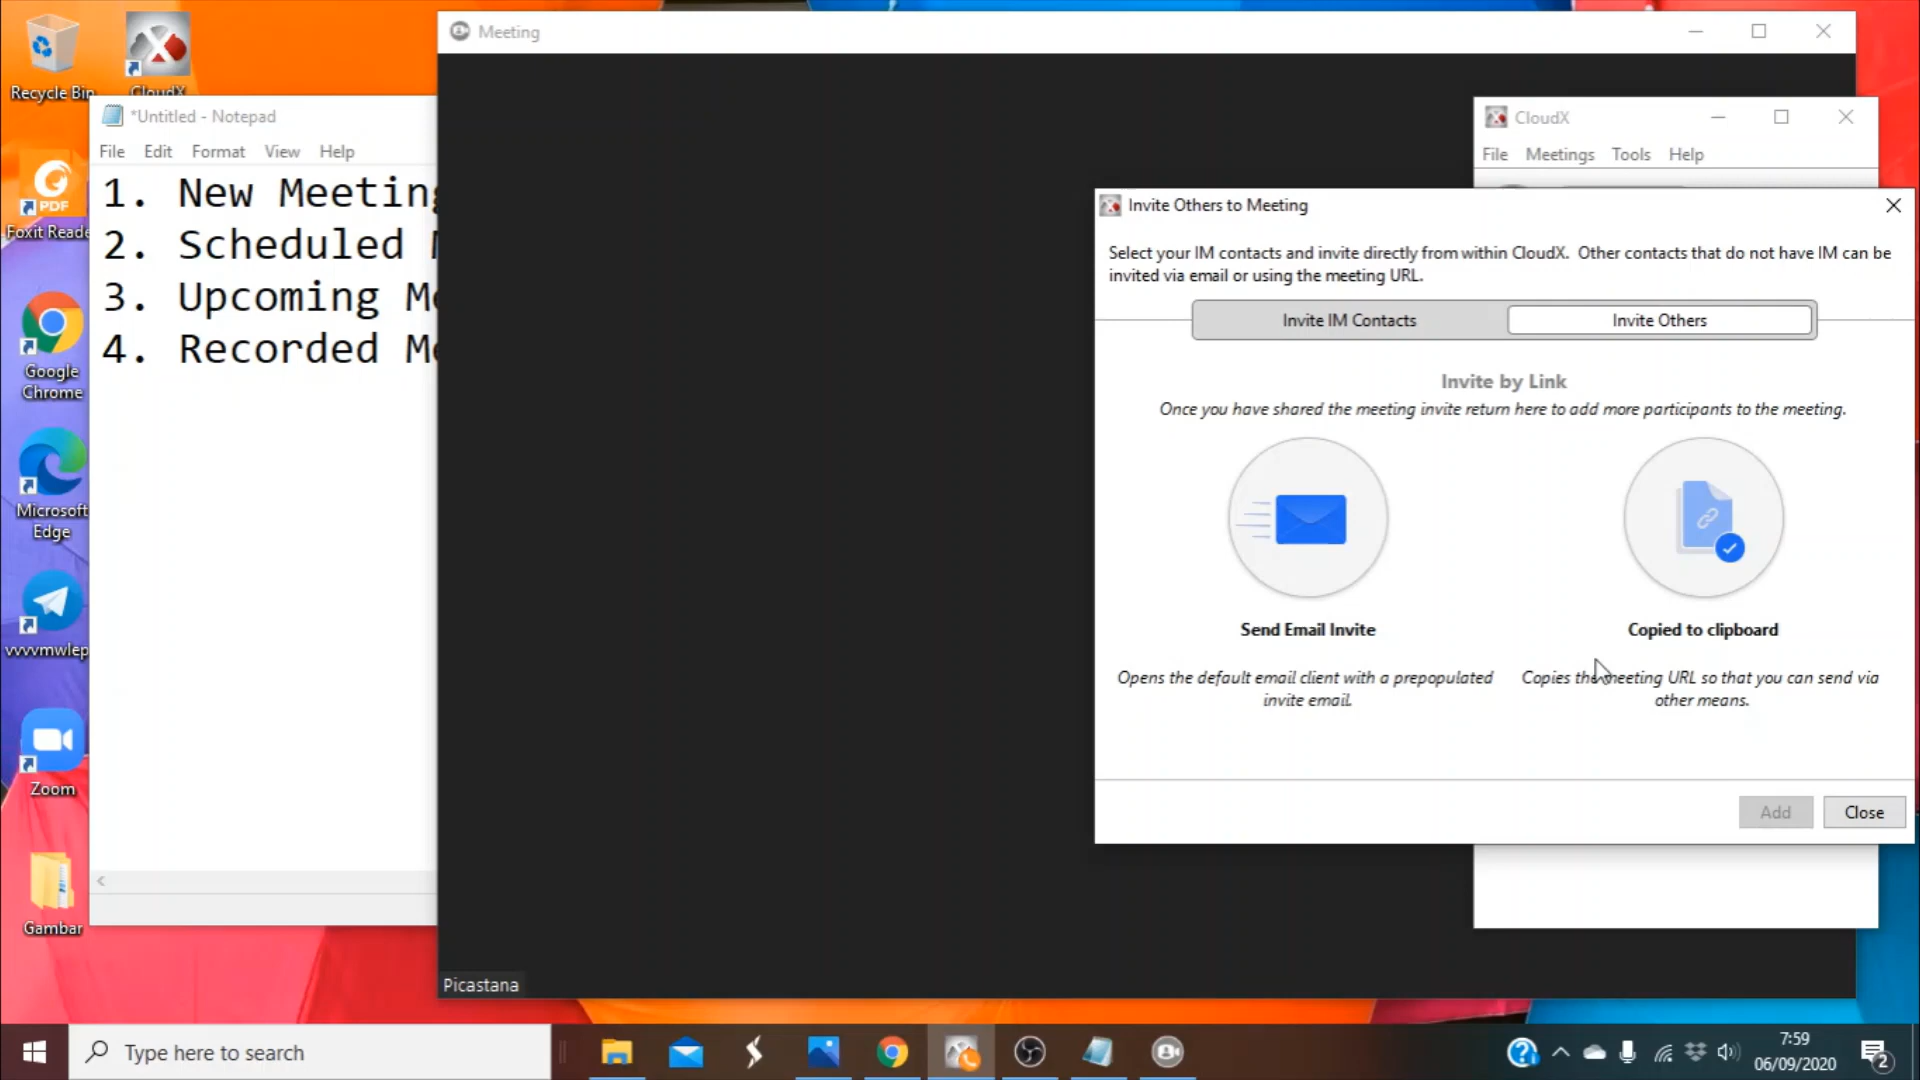 Recycle Bin
CloudX
Foxit Reade
PDF
Google
Chrome
Microsoft
Edge
vvvvmwlep
Zoom
Gambar
*Untitled - Notepad
File Edit Format View Help
1. New Meeting
2. Scheduled M
3. Upcoming Me
4. Recorded Me
Meeting
Picastana
CloudX
File Meetings Tools Help
Invite Others to Meeting
Select your IM contacts and invite directly from within CloudX. Other contacts that do not have IM can be
invited via email or using the meeting URL.
Invite IM Contacts Invite Others
Invite by Link
Once you have shared the meeting invite return here to add more participants to the meeting.
Send Email Invite
Opens the default email client with a prepopulated
invite email.
Copied to clipboard
Copies the meeting URL so that you can send via
other means.
Add Close
Type here to search
7:59
06/09/2020
2